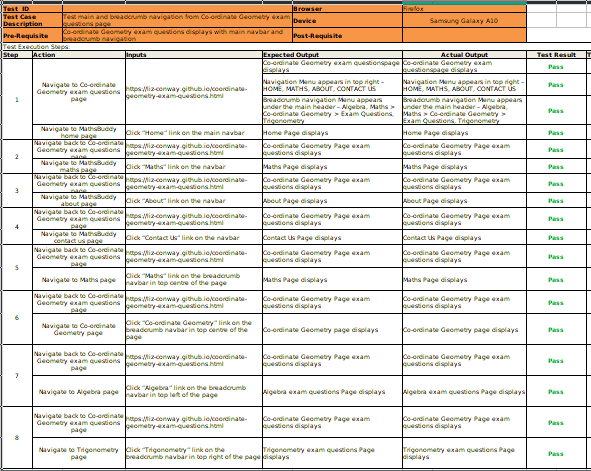 Test ID
Browser
Firefox
Test Case
Description
Test main and breadcrumb navigation from Co-ordinate Geometry exam
questions page
Device
Samsung Galaxy A10
Pre-Requisite
Co-ordinate Geometry exam questions displays with main navbar and
breadcrumb navigation
Post-Requisite
Test Execution Steps:
Step Action Inputs Expected Output Actual Output Test Result T
1
Navigate to Co-ordinate
Geometry exam questions
page
https://liz-conway.github.io/coordinate-
geometry-exam-questions.html
Co-ordinate Geometry exam questionspage
displays
Co-ordinate Geometry exam
questionspage displays
Pass
Navigation Menu appears in top right –
HOME, MATHS, ABOUT, CONTACT US
Navigation Menu appears in top right –
HOME, MATHS, ABOUT, CONTACT US
Pass
Breadcrumb navigation Menu appears
under the main header – Algebra, Maths >
Co-ordinate Geometry > Exam Questions,
Trigonometry
Breadcrumb navigation Menu appears
under the main header – Algebra,
Maths > Co-ordinate Geometry > Exam
Questions, Trigonometry
Pass
Navigate to MathsBuddy
home page
Click "Home" link on the main navbar
Home Page displays
Home Page displays
Pass
2
Navigate back to Co-ordinate
Geometry exam questions
page
https://liz-conway.github.io/coordinate-
geometry-exam-questions.html
Co-ordinate Geometry Page exam
questions displays
Co-ordinate Geometry Page exam
questions displays
Pass
Navigate to MathsBuddy
maths page
Click "Maths" link on the navbar
Maths Page displays
Maths Page displays
Pass
3
Navigate back to Co-ordinate
Geometry exam questions
page
https://liz-conway.github.io/coordinate-
geometry-exam-questions.html
Co-ordinate Geometry Page exam
questions displays
Co-ordinate Geometry Page exam
questions displays
Pass
Navigate to MathsBuddy
about page
Click "About" link on the navbar
About Page displays
About Page displays
Pass
4
Navigate back to Co-ordinate
Geometry exam questions
page
https://liz-conway.github.io/coordinate-
geometry-exam-questions.html
Co-ordinate Geometry Page exam
questions displays
Co-ordinate Geometry Page exam
questions displays
Pass
Navigate to MathsBuddy
contact us page
Click "Contact Us" link on the navbar
Contact Us Page displays
Contact Us Page displays
Pass
5
Navigate back to Co-ordinate
Geometry exam questions
page
https://liz-conway.github.io/coordinate-
geometry-exam-questions.html
Co-ordinate Geometry Page exam
questions displays
Co-ordinate Geometry Page exam
questions displays
Pass
Navigate to Maths page
Click "Maths" link on the breadcrumb
navbar in top centre of the page
Maths Page displays
Maths Page displays
Pass
6
Navigate back to Co-ordinate
Geometry exam questions
page
https://liz-conway.github.io/coordinate-
geometry-exam-questions.html
Co-ordinate Geometry Page exam
questions displays
Co-ordinate Geometry Page exam
questions displays
Pass
Navigate to Co-ordinate
Geometry page
Click "Co-ordinate Geometry" link on the
breadcrumb navbar in top centre of the
page
Co-ordinate Geometry page displays
Co-ordinate Geometry page displays
Pass
7
Navigate back to Co-ordinate
Geometry exam questions
page
https://liz-conway.github.io/coordinate-
geometry-exam-questions.html
Co-ordinate Geometry Page exam
questions displays
Co-ordinate Geometry Page exam
questions displays
Pass
Navigate to Algebra page
Click "Algebra" link on the breadcrumb
navbar in top left of the page
Algebra exam questions Page displays
Algebra exam questions Page displays
Pass
8
Navigate back to Co-ordinate
Geometry exam questions
page
https://liz-conway.github.io/coordinate-
geometry-exam-questions.html
Co-ordinate Geometry Page exam
questions displays
Co-ordinate Geometry Page exam
questions displays
Pass
Navigate to Trigonometry
page
Click "Trigonometry" link on the
breadcrumb navbar in top right of the page
Trigonometry exam questions Page
displays
Trigonometry exam questions Page
displays
Pass